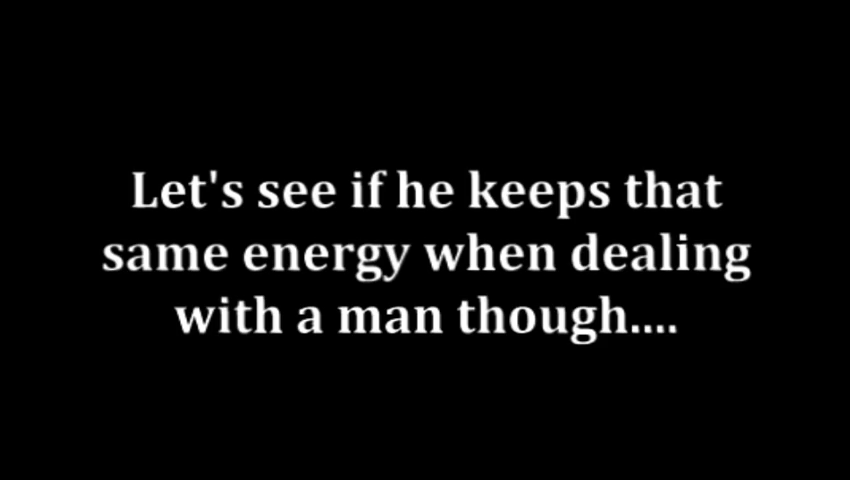 Let's see if he keeps that
same energy when dealing
with a man though....